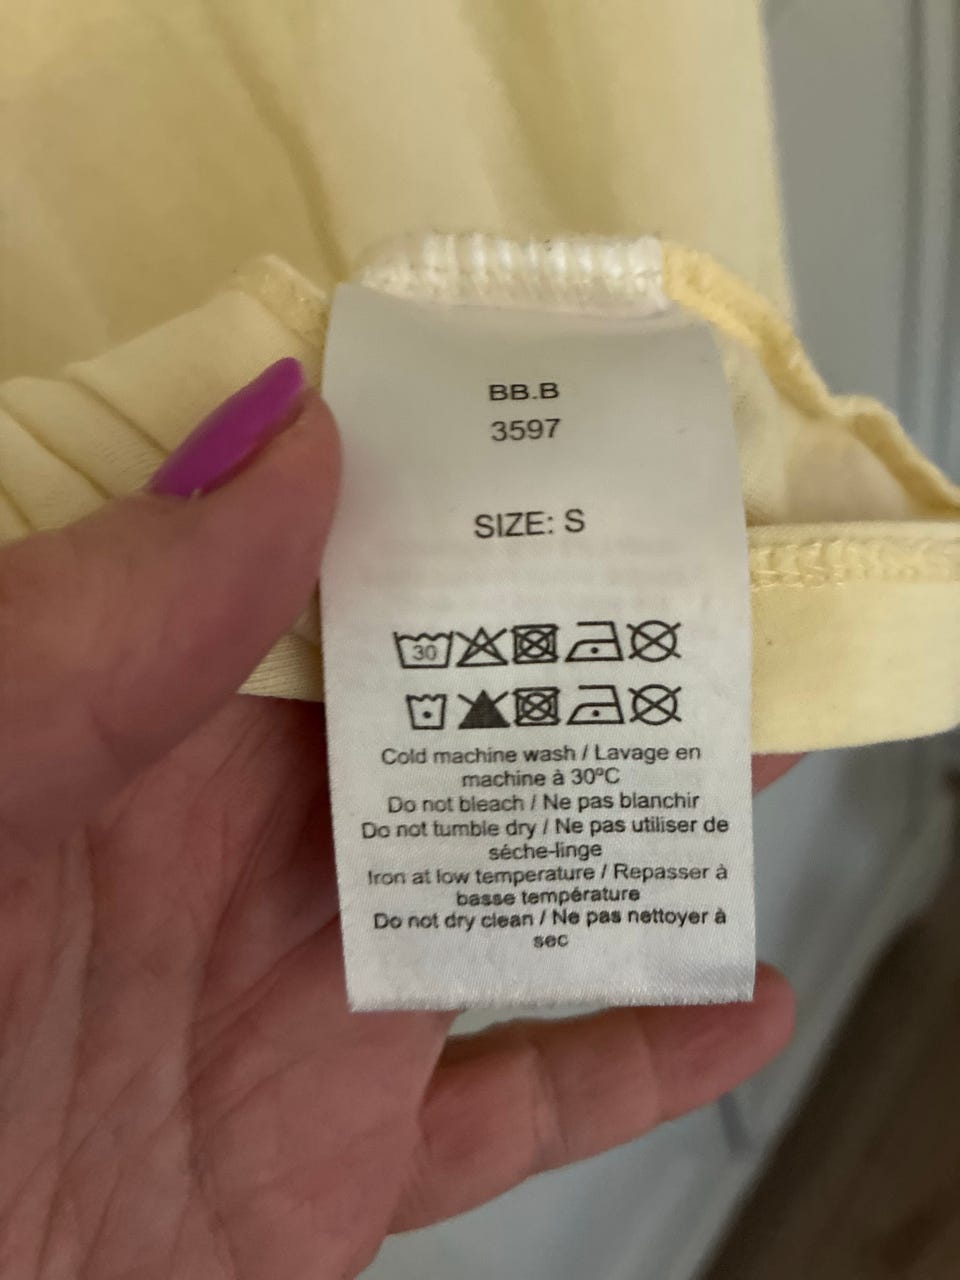 BB.B
3597
SIZE: S
30
Cold machine wash / Lavage en
machine à 30ºC
Do not bleach / Ne pas blanchir
Do not tumble dry / Ne pas utiliser de
séche-linge
Iron at low temperature / Repasser à
basse température
Do not dry clean / Ne pas nettoyer à
sec